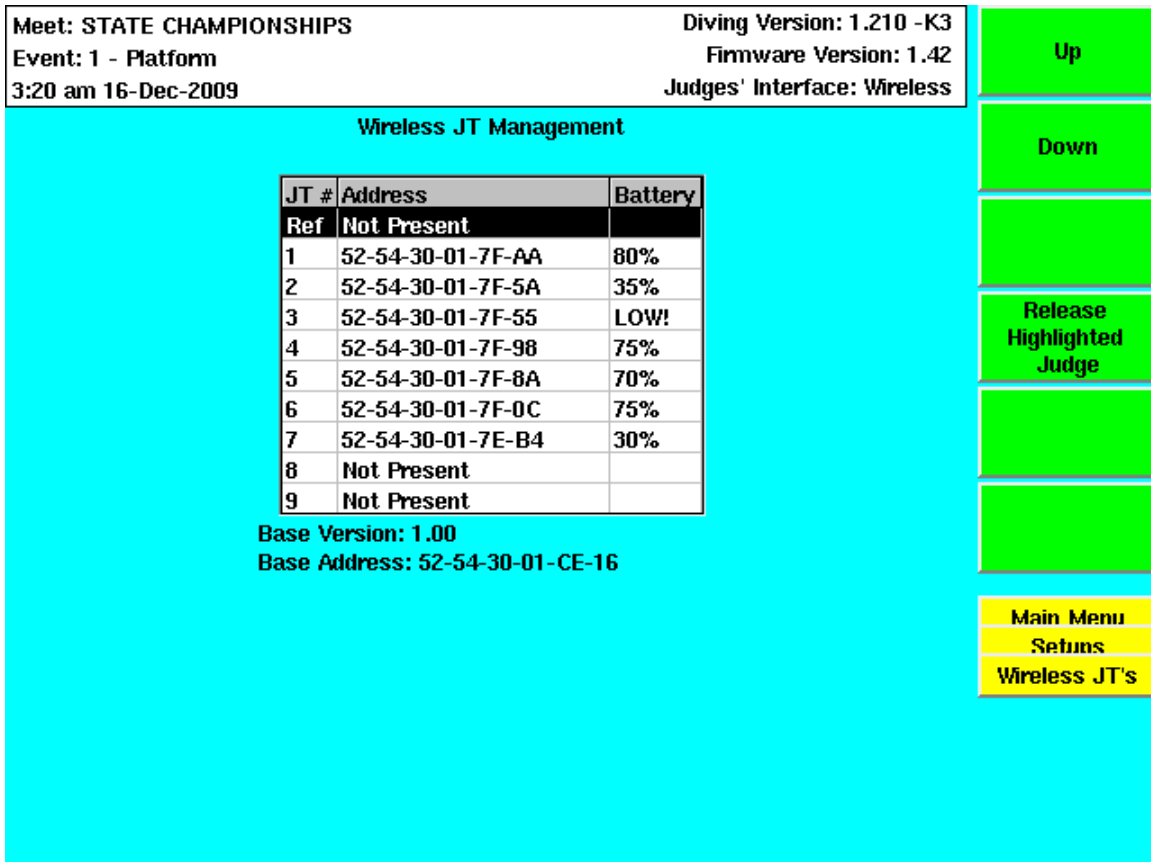 Meet: STATE CHAMPIONSHIPS
Event: 1 - Platform
3:20 am 16-Dec-2009
Diving Version: 1.210 -K3
Firmware Version: 1.42
Judges' Interface: Wireless
Wireless JT Management
JT # Address Battery
Ref Not Present
1 52-54-30-01-7F-AA 80%
2 52-54-30-01-7F-5A 35%
3 52-54-30-01-7F-55 LOW!
4 52-54-30-01-7F-98 75%
5 52-54-30-01-7F-8A 70%
6 52-54-30-01-7F-0C 75%
7 52-54-30-01-7E-B4 30%
8 Not Present
9 Not Present
Base Version: 1.00
Base Address: 52-54-30-01-CE-16
Up
Down
Release
Highlighted
Judge
Main Menu
Setups
Wireless JT's